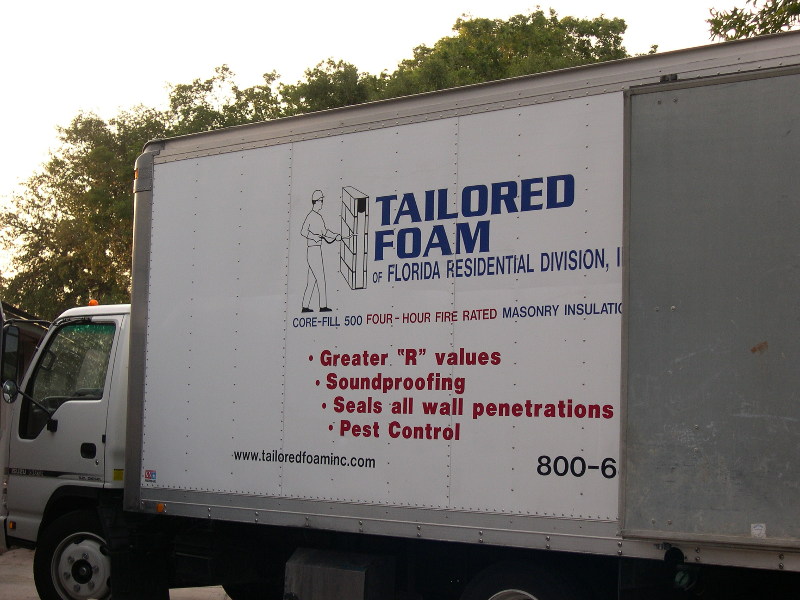 TAILORED
FOAM
OF FLORIDA RESIDENTIAL DIVISION, I
CORE-FILL 500 FOUR-HOUR FIRE RATED MASONRY INSULATIO
• Greater "R" values
• Soundproofing
• Seals all wall penetrations
• Pest Control
www.tailoredfoaminc.com
800-6